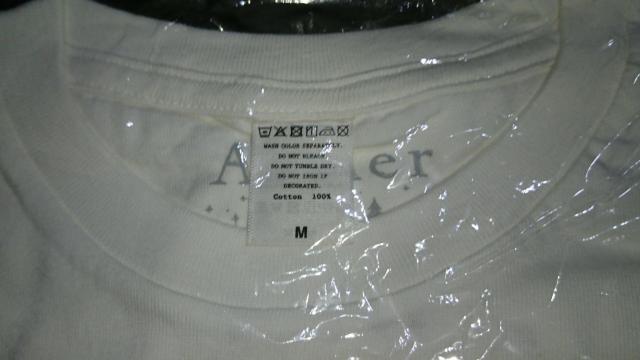 WASH COLOR SEPARATELY.
DO NOT BLEACH.
DO NOT TUMBLE DRY.
DO NOT IRON IF
DECORATED.
Cotton 100%
M